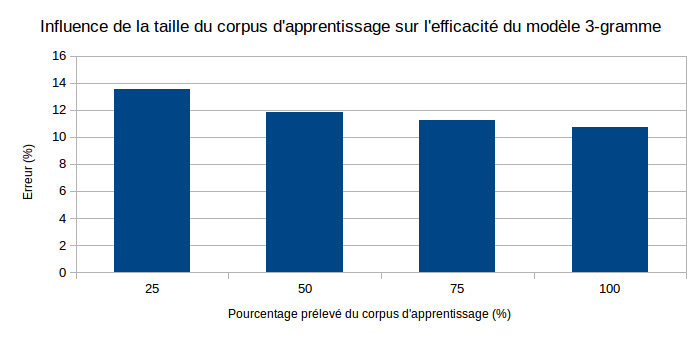 Influence de la taille du corpus d'apprentissage sur l'efficacité du modèle 3-gramme
16
14
12
10
8
6
4
2
0
Erreur (%)
25 50 75 100
Pourcentage prélevé du corpus d'apprentissage (%)